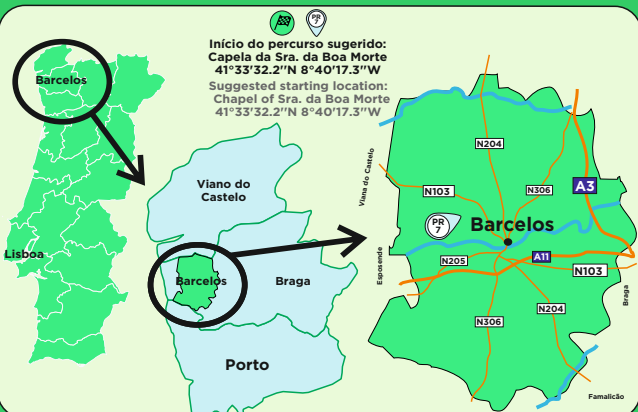 PR
7
Início do percurso sugerido:
Capela da Sra. da Boa Morte
41°33'32.2''N 8°40'17.3''W
Suggested starting location:
Chapel of Sra. da Boa Morte
41°33'32.2''N 8°40'17.3''W
Barcelos
Lisboa
Viano do
Castelo
Barcelos
Braga
Porto
Viana do Castelo
N204
N103
N306
A3
PR
7
Barcelos
Esposende
N205
A11
N103
Braga
N306
N204
Famalicão